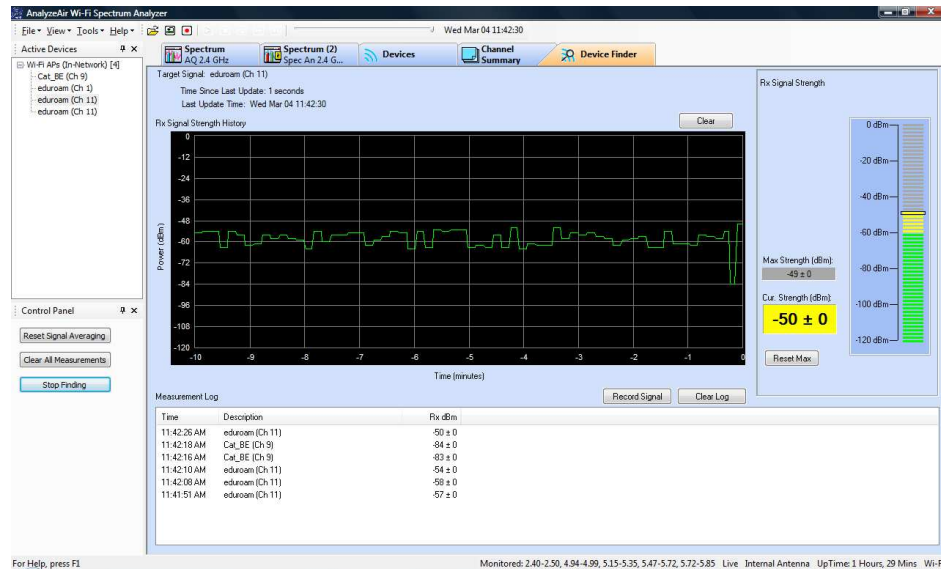 AnalyzeAir Wi-Fi Spectrum Analyzer
File View Tools Help
Wed Mar 04 11:42:30
Active Devices
Wi-Fi APs (In-Network) [4]
Cat_BE (Ch 9)
eduroam (Ch 1)
eduroam (Ch 11)
eduroam (Ch 11)
Control Panel
Reset Signal Averaging
Clear All Measurements
Stop Finding
Spectrum
AQ 2.4 GHz
Spectrum (2)
Spec An 2.4 G...
Devices
Channel
Summary
Device Finder
Target Signal: eduroam (Ch 11)
Time Since Last Update: 1 seconds
Last Update Time: Wed Mar 04 11:42:30
Rx Signal Strength History
Clear
Power (dBm)
0
-12
-24
-36
-48
-60
-72
-84
-96
-108
-120
-10 -9 -8 -7 -6 -5 -4 -3 -2 -1 0
Time (minutes)
Rx Signal Strength
0 dBm
-20 dBm
-40 dBm
-60 dBm
-80 dBm
-100 dBm
-120 dBm
Max Strength (dBm):
-49 ± 0
Cur. Strength (dBm):
-50 ± 0
Reset Max
Measurement Log
Record Signal
Clear Log
Time Description Rx dBm
11:42:26 AM eduroam (Ch 11) -50 ± 0
11:42:18 AM Cat_BE (Ch 9) -84 ± 0
11:42:16 AM Cat_BE (Ch 9) -83 ± 0
11:42:10 AM eduroam (Ch 11) -54 ± 0
11:42:08 AM eduroam (Ch 11) -58 ± 0
11:41:51 AM eduroam (Ch 11) -57 ± 0
For Help, press F1
Monitored: 2.40-2.50, 4.94-4.99, 5.15-5.35, 5.47-5.72, 5.72-5.85 Live Internal Antenna UpTime: 1 Hours, 29 Mins Wi-F